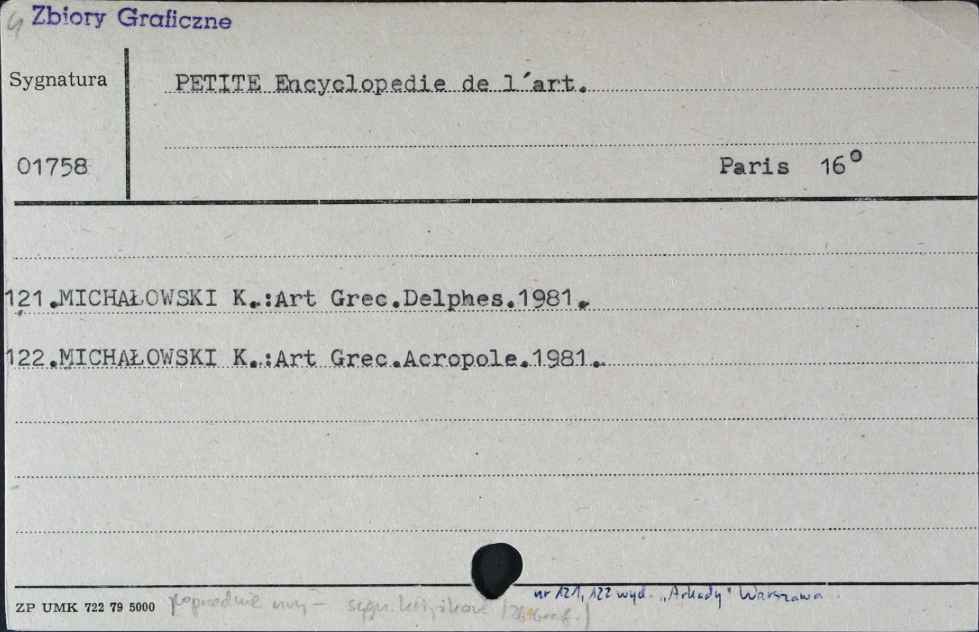 Zbiory Graficzne
Sygnatura
PETITE Encyclopedie de l´art.
01758
Paris 16°
121.MICHAŁOWSKI K.:Art Grec.Delphes.1981.
122.MICHAŁOWSKI K.:Art Grec.Acropole.1981.
nr 121, 122 wyd. „Arkady" Warszawa
ZP UMK 722 79 5000